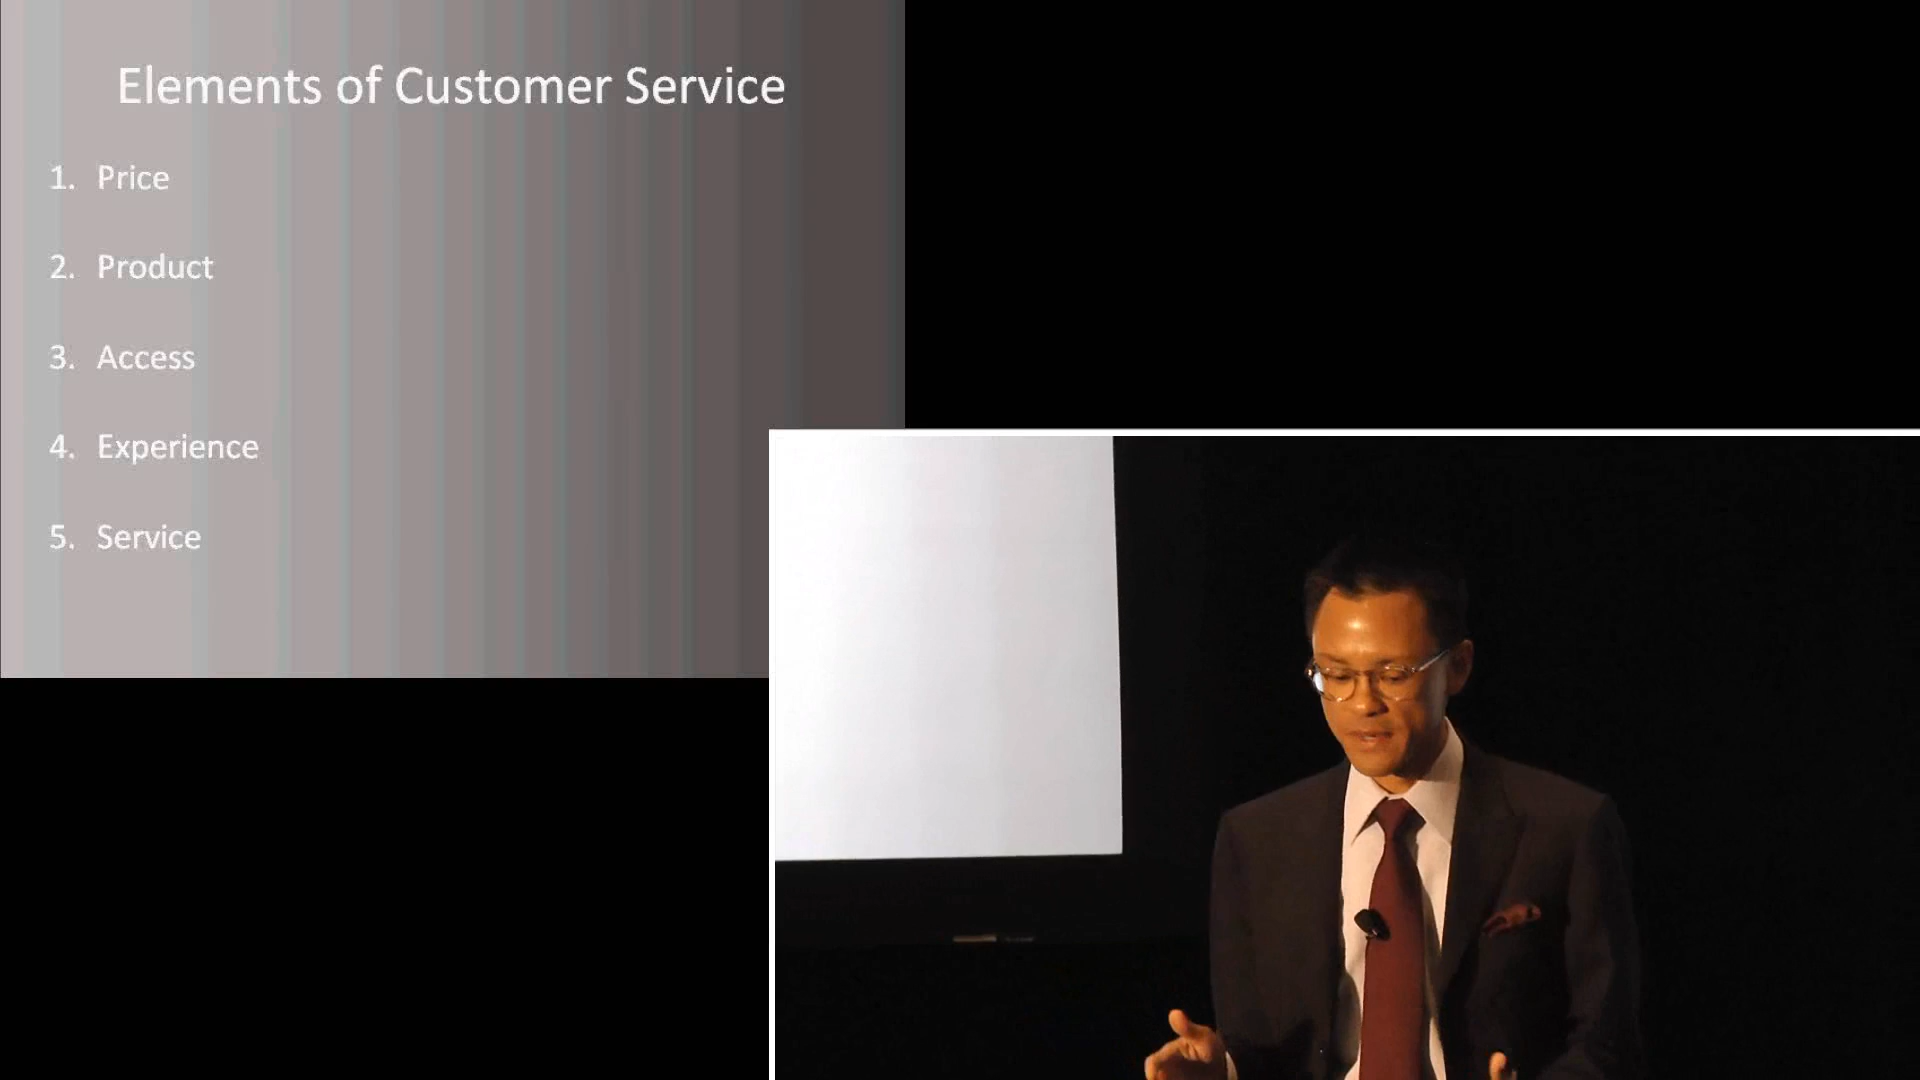 Elements of Customer Service
1. Price
2. Product
3. Access
4. Experience
5. Service